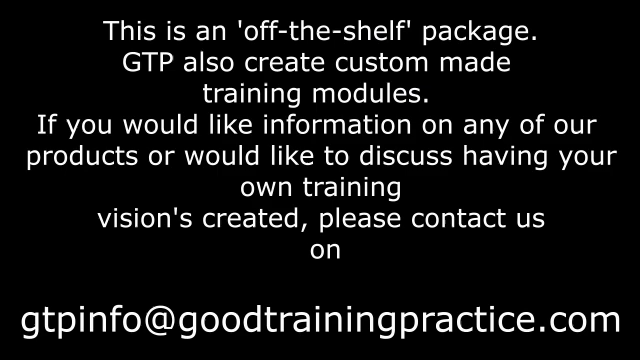 This is an 'off-the-shelf' package.
GTP also create custom made
training modules.
If you would like information on any of our
products or would like to discuss having your
own training
vision's created, please contact us
on
gtpinfo@goodtrainingpractice.com